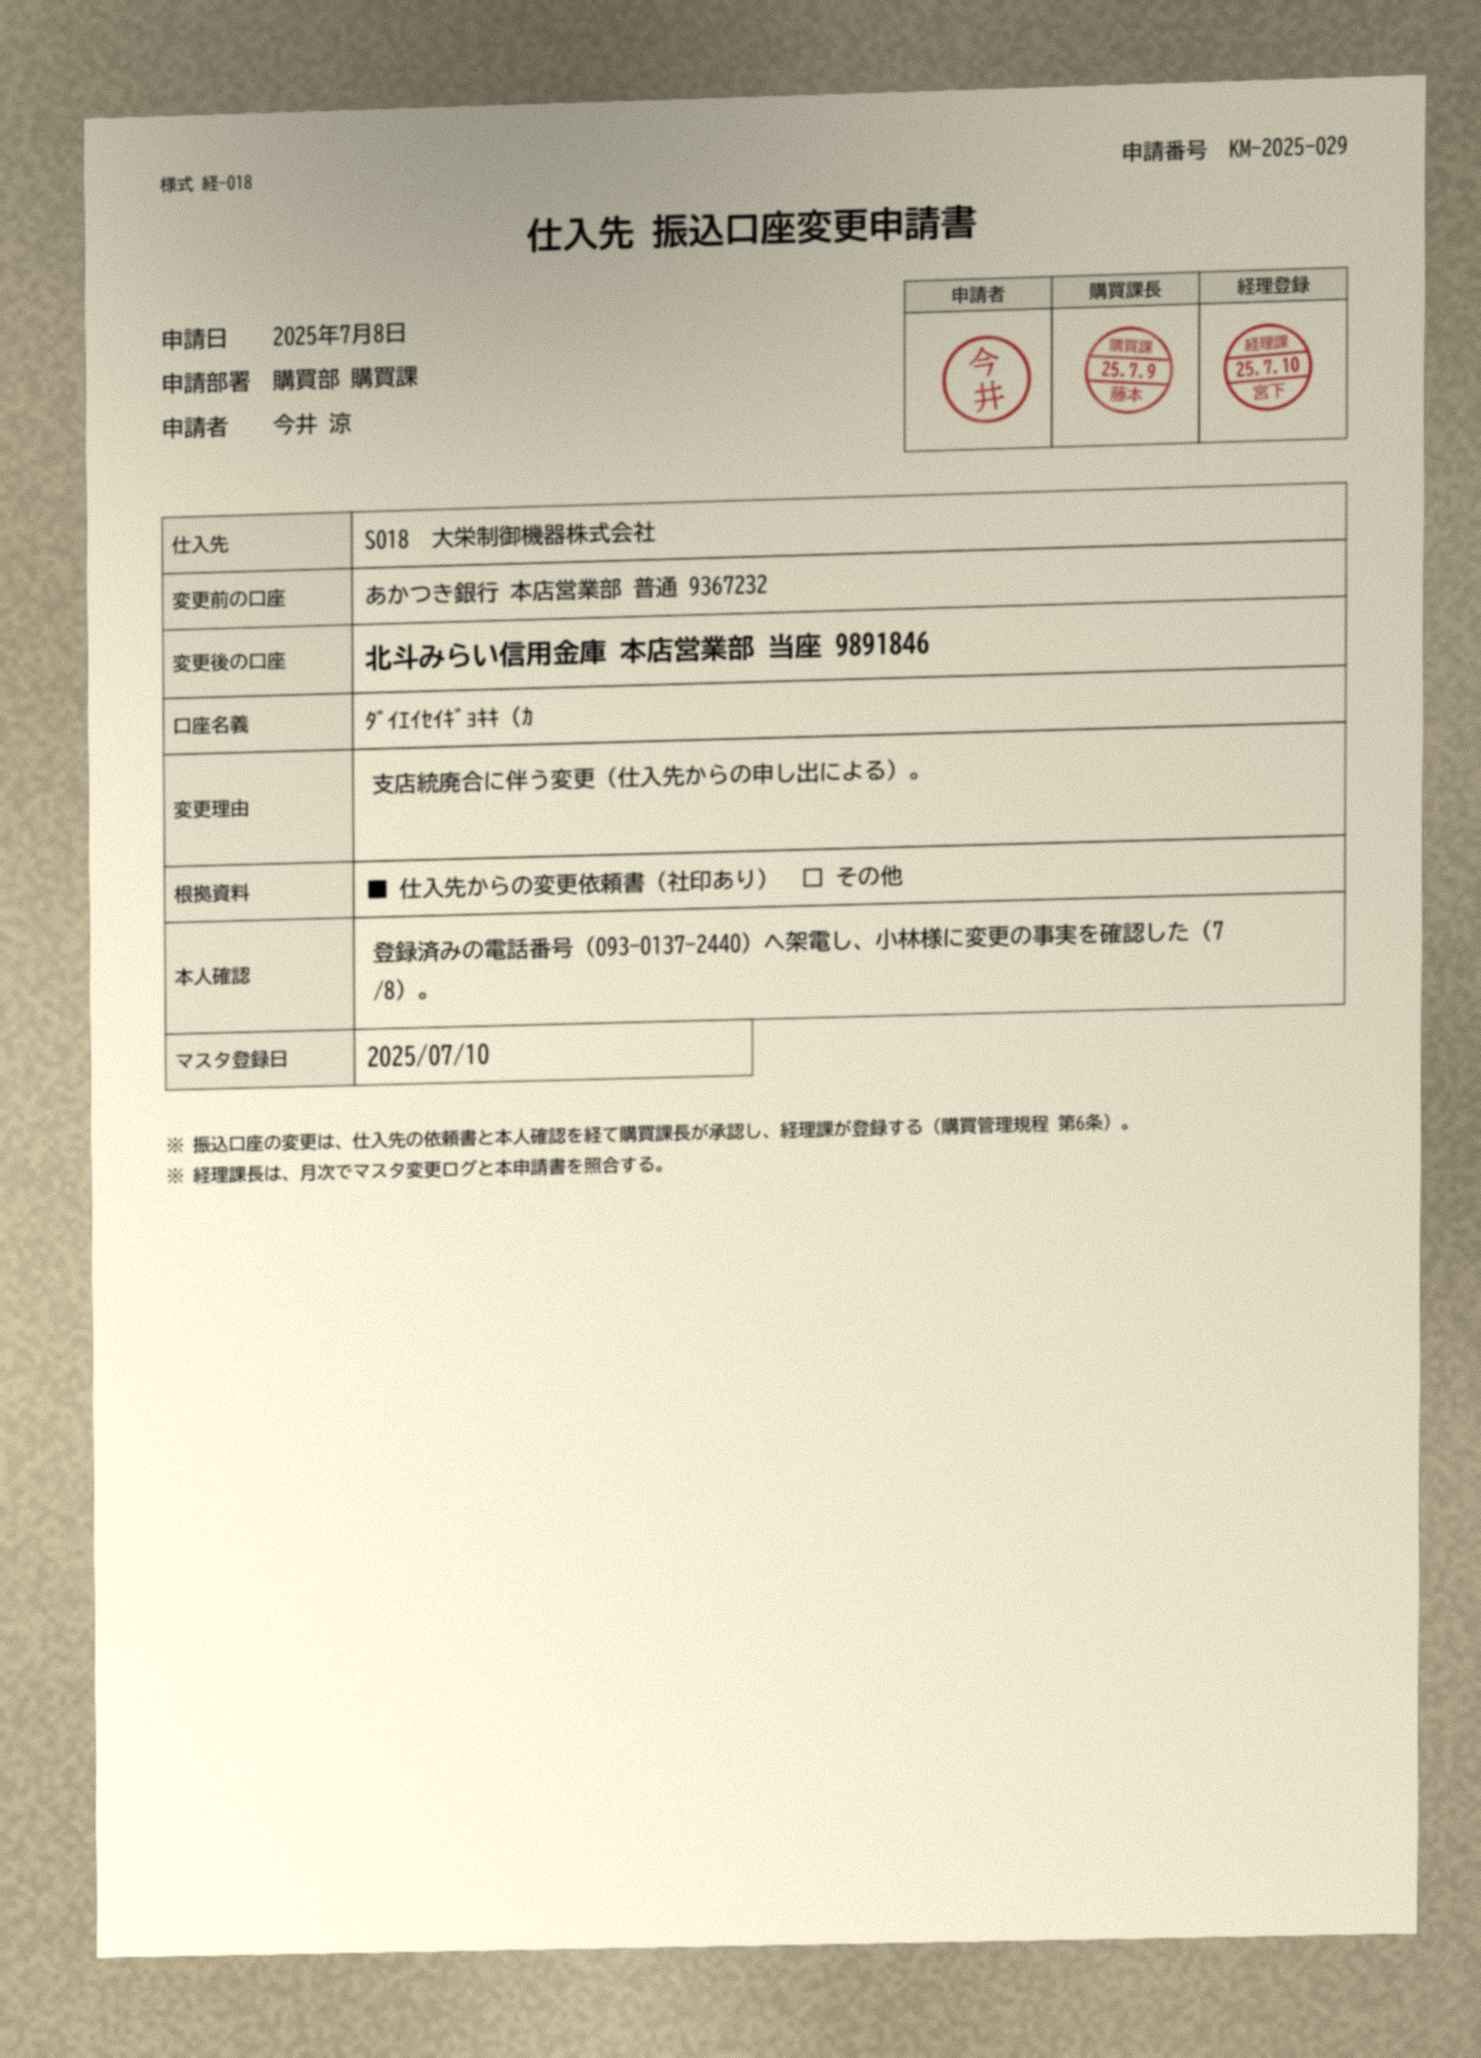 様式 経-018
申請番号 KM-2025-029
仕入先 振込口座変更申請書
申請日 2025年7月8日
申請部署 購買部 購買課
申請者 今井 涼
申請者 購買課長 経理登録
今井
購買課 25.7.9 藤本
経理課 25.7.10 宮下
仕入先 S018 大栄制御機器株式会社
変更前の口座 あかつき銀行 本店営業部 普通 9367232
変更後の口座 北斗みらい信用金庫 本店営業部 当座 9891846
口座名義 ﾀﾞｲｴｲｾｲｷﾞｮｷｷ（ｶ
変更理由 支店統廃合に伴う変更（仕入先からの申し出による）。
根拠資料 ■ 仕入先からの変更依頼書（社印あり） □ その他
本人確認 登録済みの電話番号（093-0137-2440）へ架電し、小林様に変更の事実を確認した（7
/8）。
マスタ登録日 2025/07/10
※ 振込口座の変更は、仕入先の依頼書と本人確認を経て購買課長が承認し、経理課が登録する（購買管理規程 第6条）。
※ 経理課長は、月次でマスタ変更ログと本申請書を照合する。